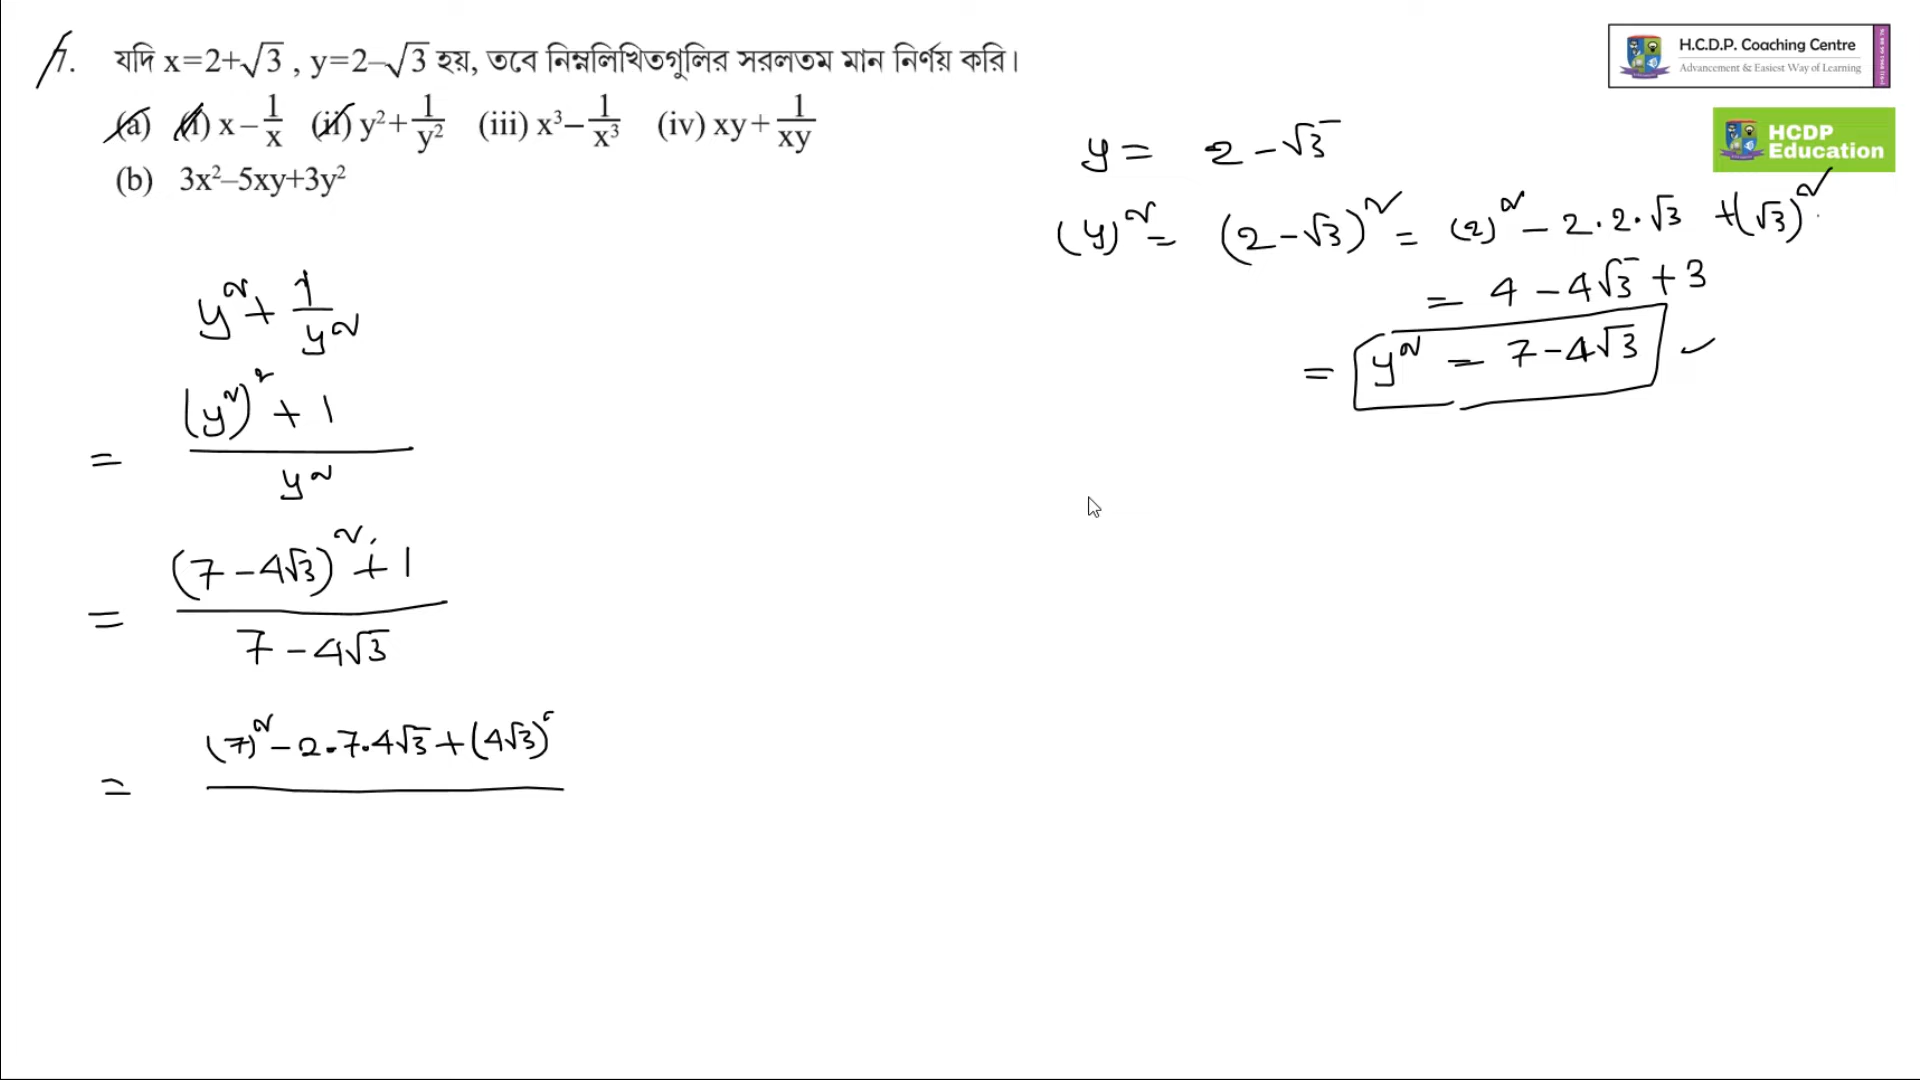 1. যদি x=2+√3 , y=2–√3 হয়, তবে নিম্নলিখিতগুলির সরলতম মান নির্ণয় করি।
(a) (i) x – 1/x (ii) y² + 1/y² (iii) x³ – 1/x³ (iv) xy + 1/xy
(b) 3x²–5xy+3y²
H.C.D.P. Coaching Centre
Advancement & Easiest Way of Learning
HCDP
Education
y² + 1/y²
= ((y²)² + 1)/y²
= ((7 – 4√3)² + 1)/(7 – 4√3)
= (7)² – 2·7·4√3 + (4√3)²
y = 2 – √3
(y)² = (2 – √3)² = (2)² – 2·2·√3 + (√3)²
= 4 – 4√3 + 3
= y² = 7 – 4√3 ✓